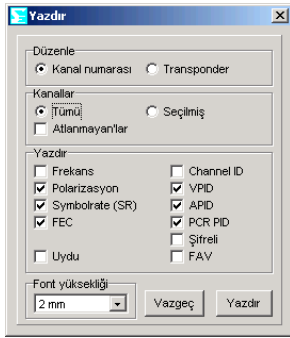 Yazdır
Düzenle
Kanal numarası Transponder
Kanallar
Tümü Seçilmiş
Atlanmayan'lar
Yazdır
Frekans Channel ID
Polarizasyon VPID
Symbolrate (SR) APID
FEC PCR PID
Şifreli
Uydu FAV
Font yüksekliği
2 mm Vazgeç Yazdır